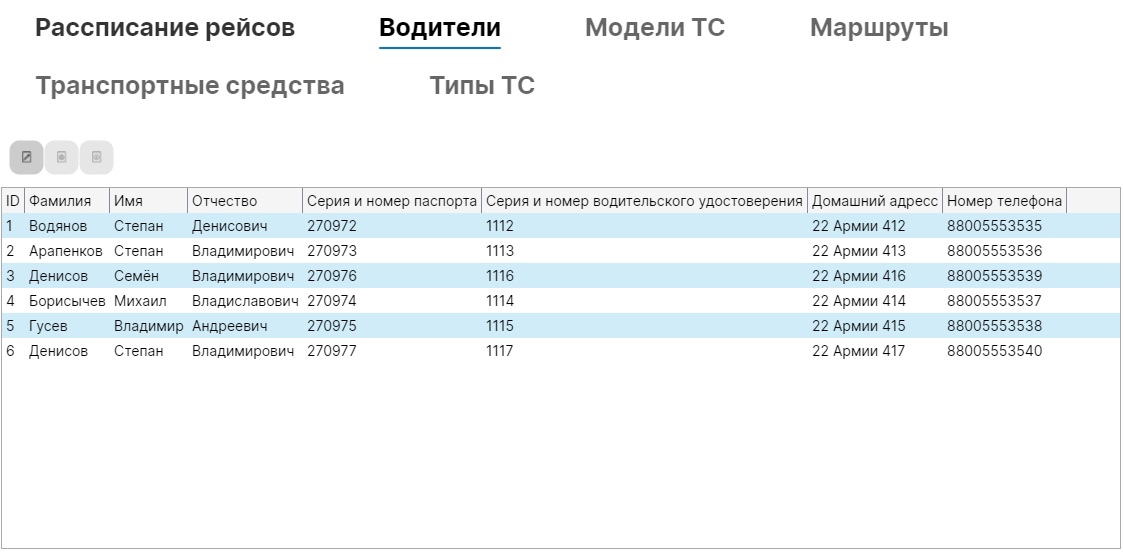 Рассписание рейсов Водители Модели ТС Маршруты
Транспортные средства Типы ТС
ID Фамилия Имя Отчество Серия и номер паспорта Серия и номер водительского удостоверения Домашний адресс Номер телефона
1 Водянов Степан Денисович 270972 1112 22 Армии 412 88005553535
2 Арапенков Степан Владимирович 270973 1113 22 Армии 413 88005553536
3 Денисов Семён Владимирович 270976 1116 22 Армии 416 88005553539
4 Борисычев Михаил Владиславович 270974 1114 22 Армии 414 88005553537
5 Гусев Владимир Андреевич 270975 1115 22 Армии 415 88005553538
6 Денисов Степан Владимирович 270977 1117 22 Армии 417 88005553540